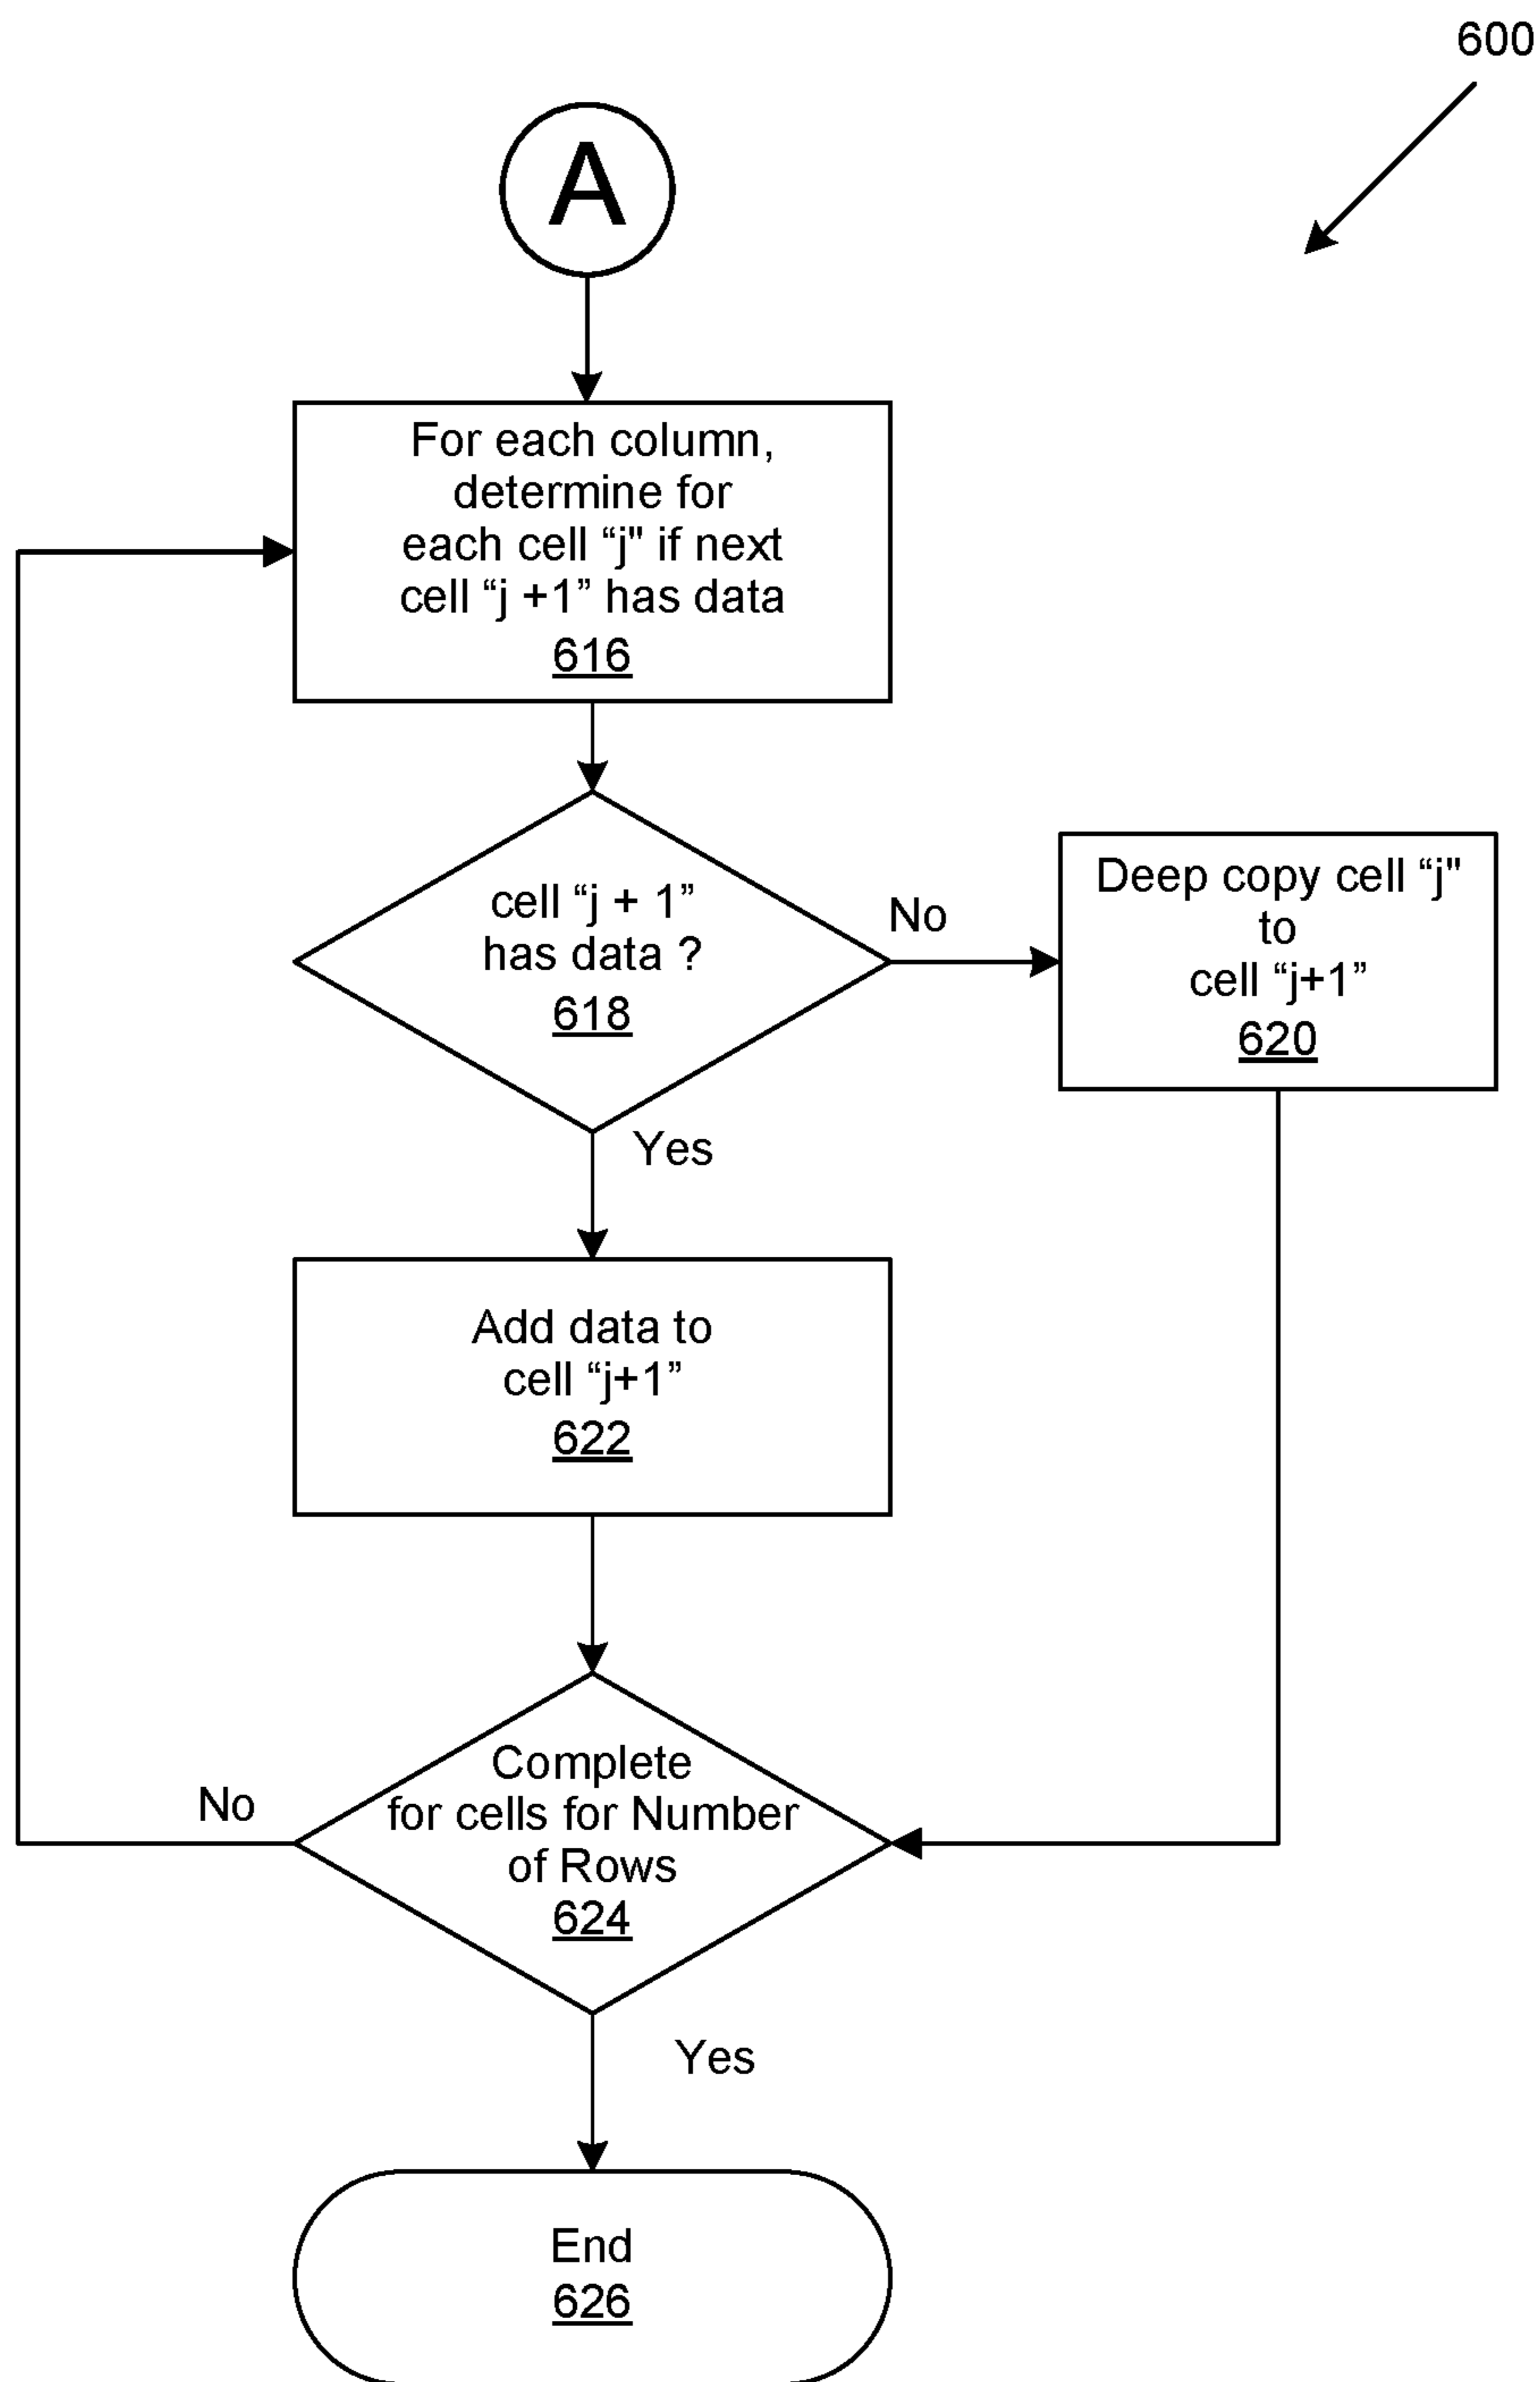 600
A
For each column,
determine for
each cell “j" if next
cell “j +1” has data
616
cell “j + 1”
has data ?
618
No
Deep copy cell “j"
to
cell “j+1”
620
Yes
Add data to
cell “j+1”
622
Complete
for cells for Number
of Rows
624
No
Yes
End
626